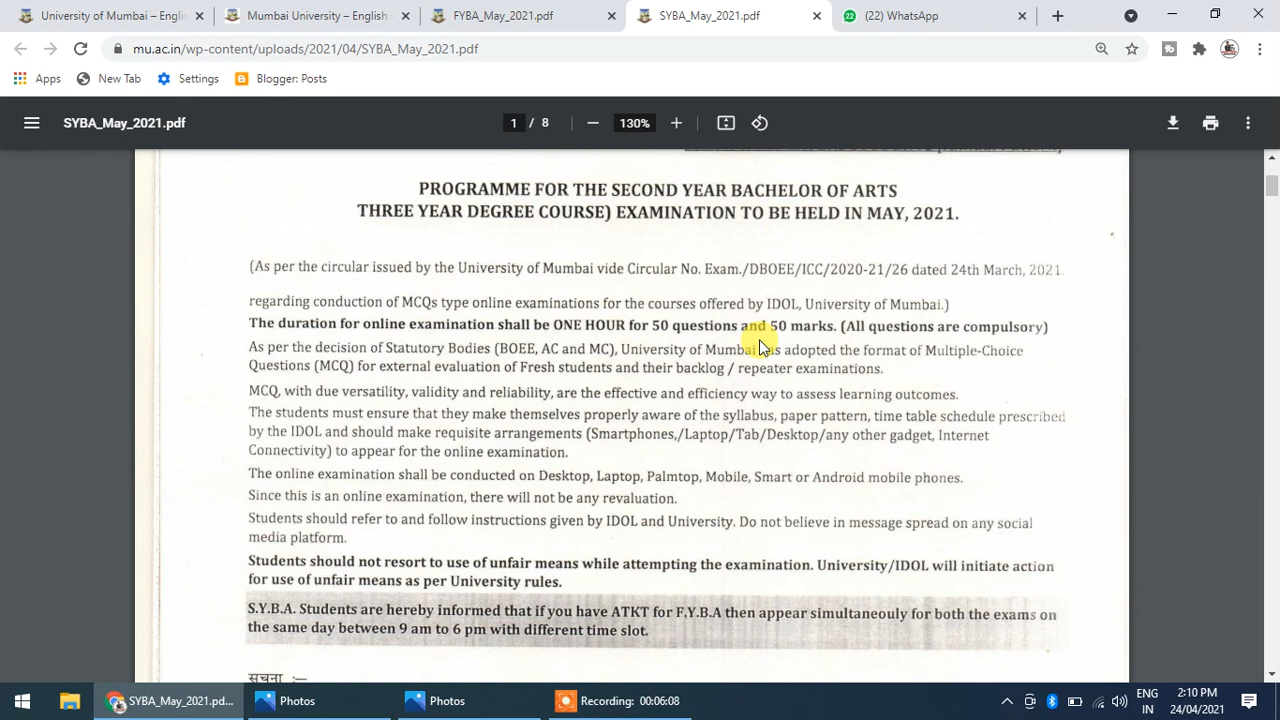 University of Mumbai – Engli
Mumbai University – English
FYBA_May_2021.pdf
SYBA_May_2021.pdf
(22) WhatsApp
mu.ac.in/wp-content/uploads/2021/04/SYBA_May_2021.pdf
Apps
New Tab
Settings
Blogger: Posts
SYBA_May_2021.pdf
1 / 8
130%
PROGRAMME FOR THE SECOND YEAR BACHELOR OF ARTS
THREE YEAR DEGREE COURSE) EXAMINATION TO BE HELD IN MAY, 2021.
(As per the circular issued by the University of Mumbai vide Circular No. Exam./DBOEE/ICC/2020-21/26 dated 24th March, 2021.
regarding conduction of MCQs type online examinations for the courses offered by IDOL, University of Mumbai.)
The duration for online examination shall be ONE HOUR for 50 questions and 50 marks. (All questions are compulsory)
As per the decision of Statutory Bodies (BOEE, AC and MC), University of Mumbai has adopted the format of Multiple-Choice
Questions (MCQ) for external evaluation of Fresh students and their backlog / repeater examinations.
MCQ, with due versatility, validity and reliability, are the effective and efficiency way to assess learning outcomes.
The students must ensure that they make themselves properly aware of the syllabus, paper pattern, time table schedule prescribed
by the IDOL and should make requisite arrangements (Smartphones,/Laptop/Tab/Desktop/any other gadget, Internet
Connectivity) to appear for the online examination.
The online examination shall be conducted on Desktop, Laptop, Palmtop, Mobile, Smart or Android mobile phones.
Since this is an online examination, there will not be any revaluation.
Students should refer to and follow instructions given by IDOL and University. Do not believe in message spread on any social
media platform.
Students should not resort to use of unfair means while attempting the examination. University/IDOL will initiate action
for use of unfair means as per University rules.
S.Y.B.A. Students are hereby informed that if you have ATKT for F.Y.B.A then appear simultaneouly for both the exams on
the same day between 9 am to 6 pm with different time slot.
सूचना :–
SYBA_May_2021.pd...
Photos
Photos
Recording: 00:06:08
ENG
IN
2:10 PM
24/04/2021